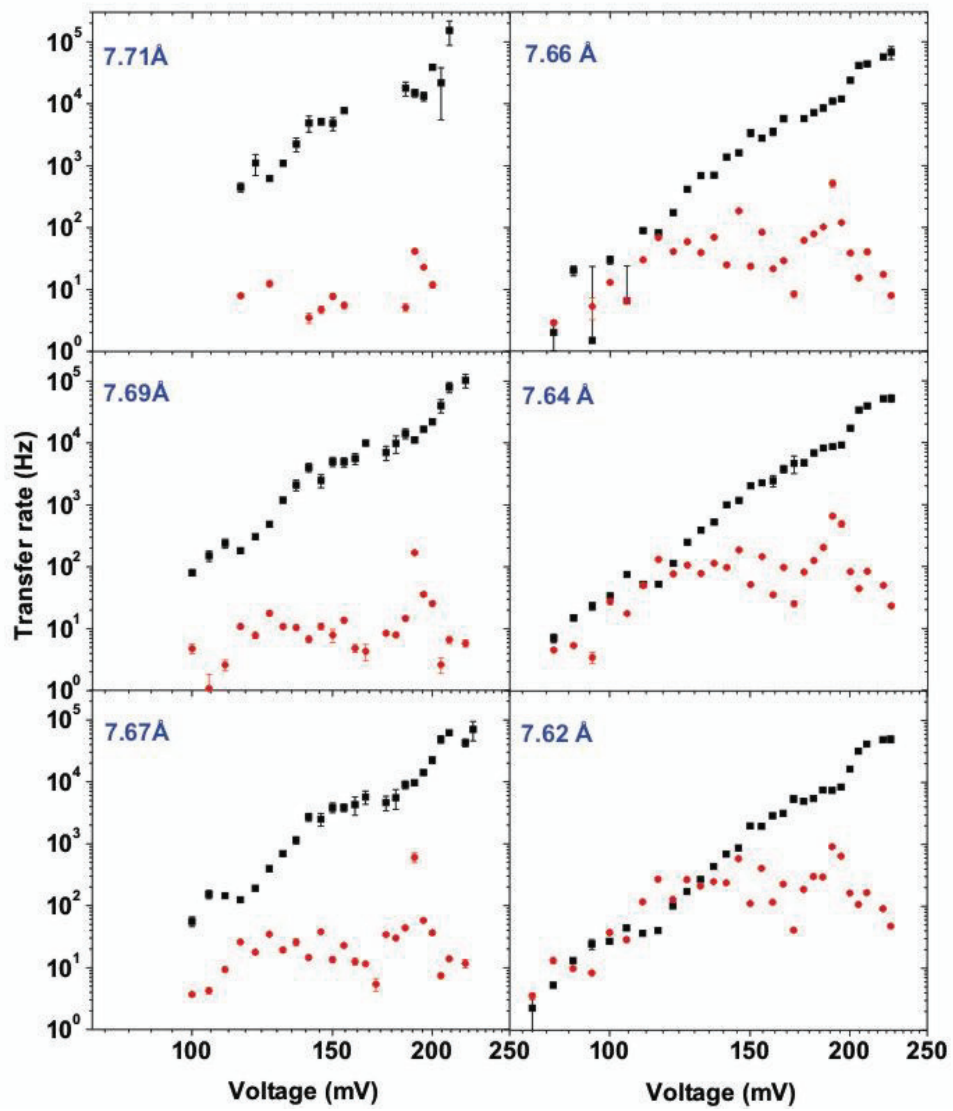 7.71Å
10⁵
10⁴
10³
10²
10¹
10⁰
7.66 Å
7.69Å
10⁵
10⁴
10³
10²
10¹
10⁰
7.64 Å
Transfer rate (Hz)
7.67Å
10⁵
10⁴
10³
10²
10¹
10⁰
7.62 Å
100 150 200 250
100 150 200 250
Voltage (mV)
Voltage (mV)